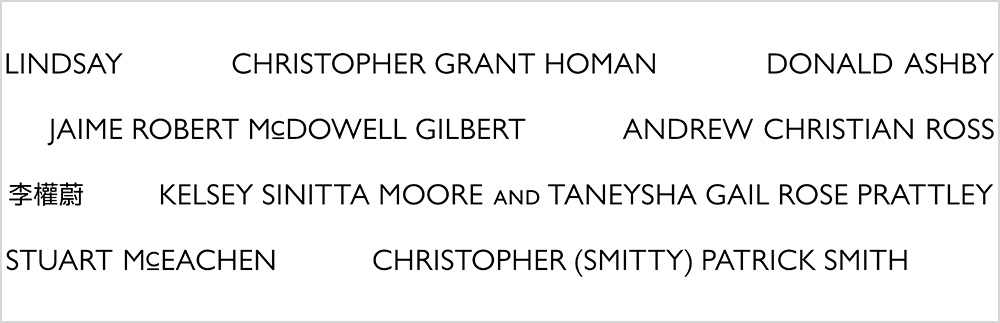 LINDSAY CHRISTOPHER GRANT HOMAN DONALD ASHBY
JAIME ROBERT McDOWELL GILBERT ANDREW CHRISTIAN ROSS
李權蔚 KELSEY SINITTA MOORE AND TANEYSHA GAIL ROSE PRATTLEY
STUART McEACHEN CHRISTOPHER (SMITTY) PATRICK SMITH